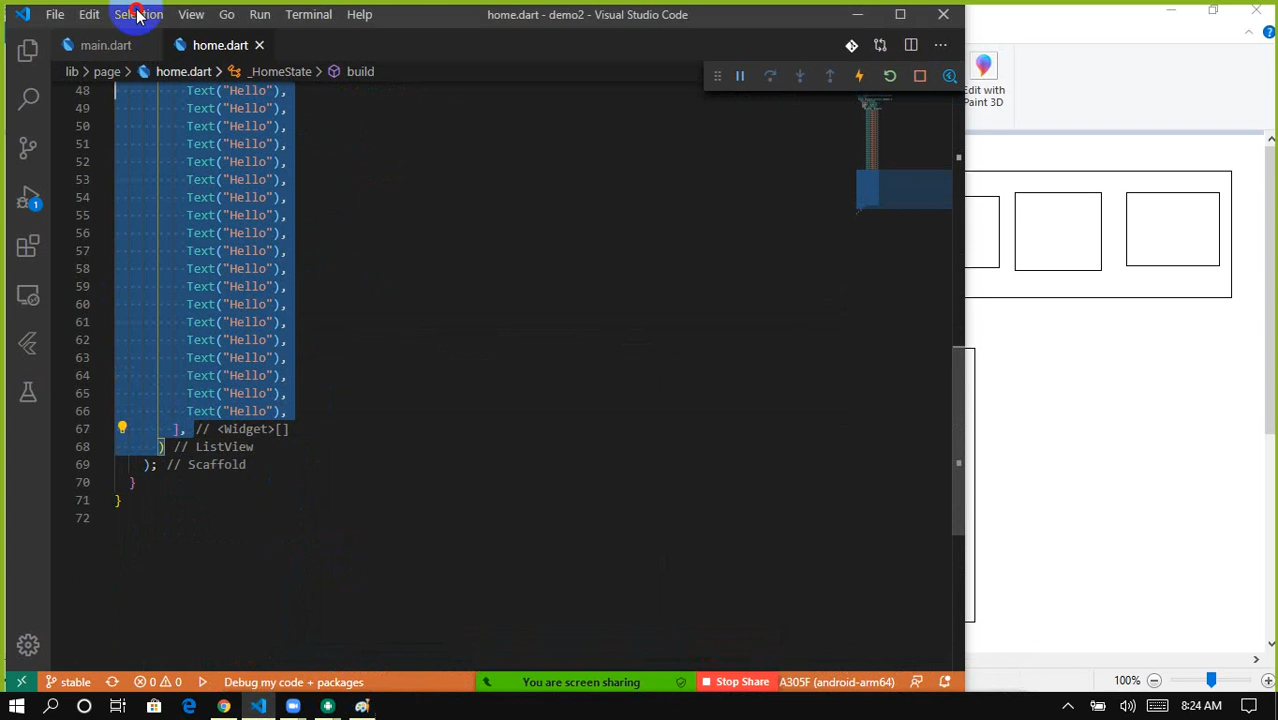 File Edit Selection View Go Run Terminal Help home.dart - demo2 - Visual Studio Code
main.dart home.dart
lib > page > home.dart > _HomeState > build
Edit with
Paint 3D
48 Text("Hello"),
49 Text("Hello"),
50 Text("Hello"),
51 Text("Hello"),
52 Text("Hello"),
53 Text("Hello"),
54 Text("Hello"),
55 Text("Hello"),
56 Text("Hello"),
57 Text("Hello"),
58 Text("Hello"),
59 Text("Hello"),
60 Text("Hello"),
61 Text("Hello"),
62 Text("Hello"),
63 Text("Hello"),
64 Text("Hello"),
65 Text("Hello"),
66 Text("Hello"),
67 ], // <Widget>[]
68 ) // ListView
69 ); // Scaffold
70 }
71 }
72
1
stable 0 0 Debug my code + packages You are screen sharing Stop Share A305F (android-arm64) 100%
8:24 AM